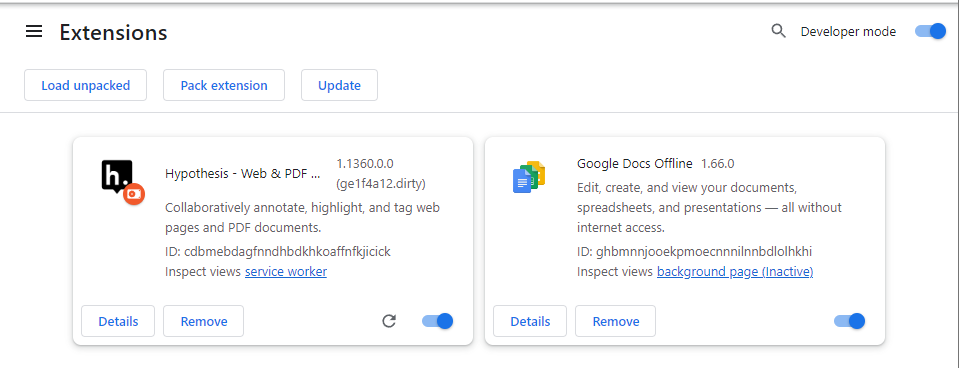 Extensions
Developer mode
Load unpacked
Pack extension
Update
h.
Hypothesis - Web & PDF ...
1.1360.0.0
(ge1f4a12.dirty)
Collaboratively annotate, highlight, and tag web
pages and PDF documents.
ID: cdbmebdagfnndhbdkhkoaffnfkjicick
Inspect views service worker
Details
Remove
Google Docs Offline 1.66.0
Edit, create, and view your documents,
spreadsheets, and presentations — all without
internet access.
ID: ghbmnnjooekpmoecnnnilnnbdlolhkhi
Inspect views background page (Inactive)
Details
Remove